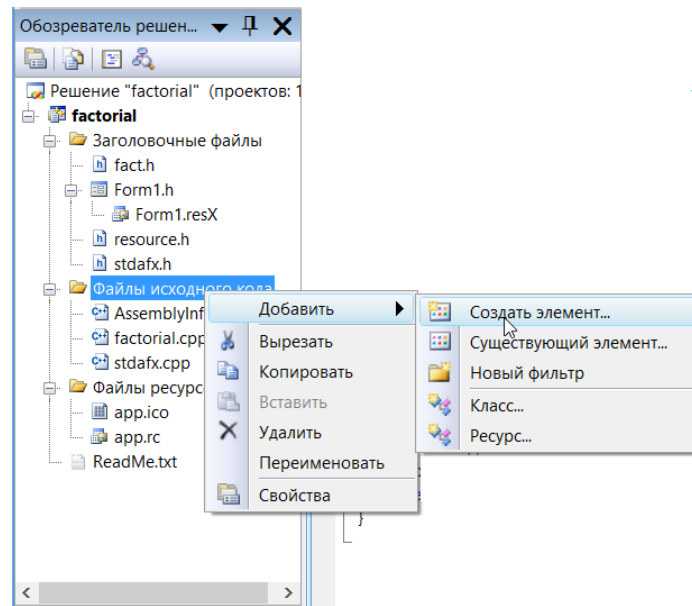 Обозреватель решен...
Решение "factorial" (проектов: 1
factorial
Заголовочные файлы
fact.h
Form1.h
Form1.resX
resource.h
stdafx.h
Файлы исходного кода
AssemblyInf
factorial.cpp
stdafx.cpp
Файлы ресурс
app.ico
app.rc
ReadMe.txt
Добавить
Вырезать
Копировать
Вставить
Удалить
Переименовать
Свойства
Создать элемент...
Существующий элемент...
Новый фильтр
Класс...
Ресурс...
}